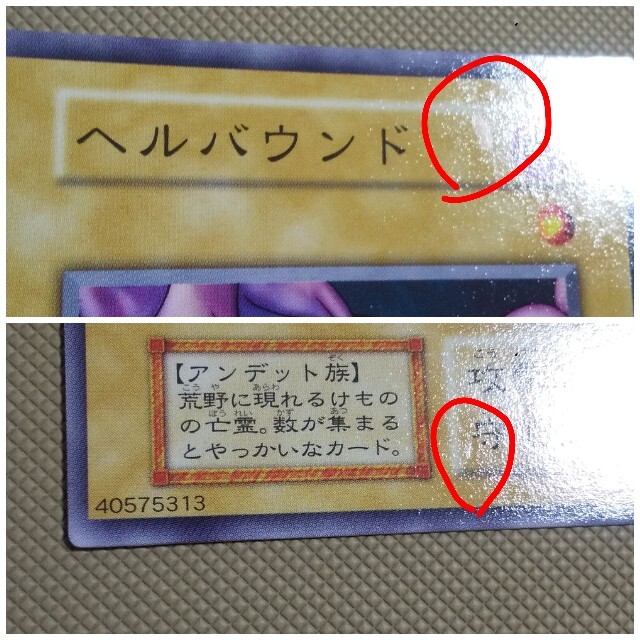 ヘルバウンド
【アンデット族】
荒野に現れるけもの
の亡霊。数が集まる
とやっかいなカード。
攻
40575313